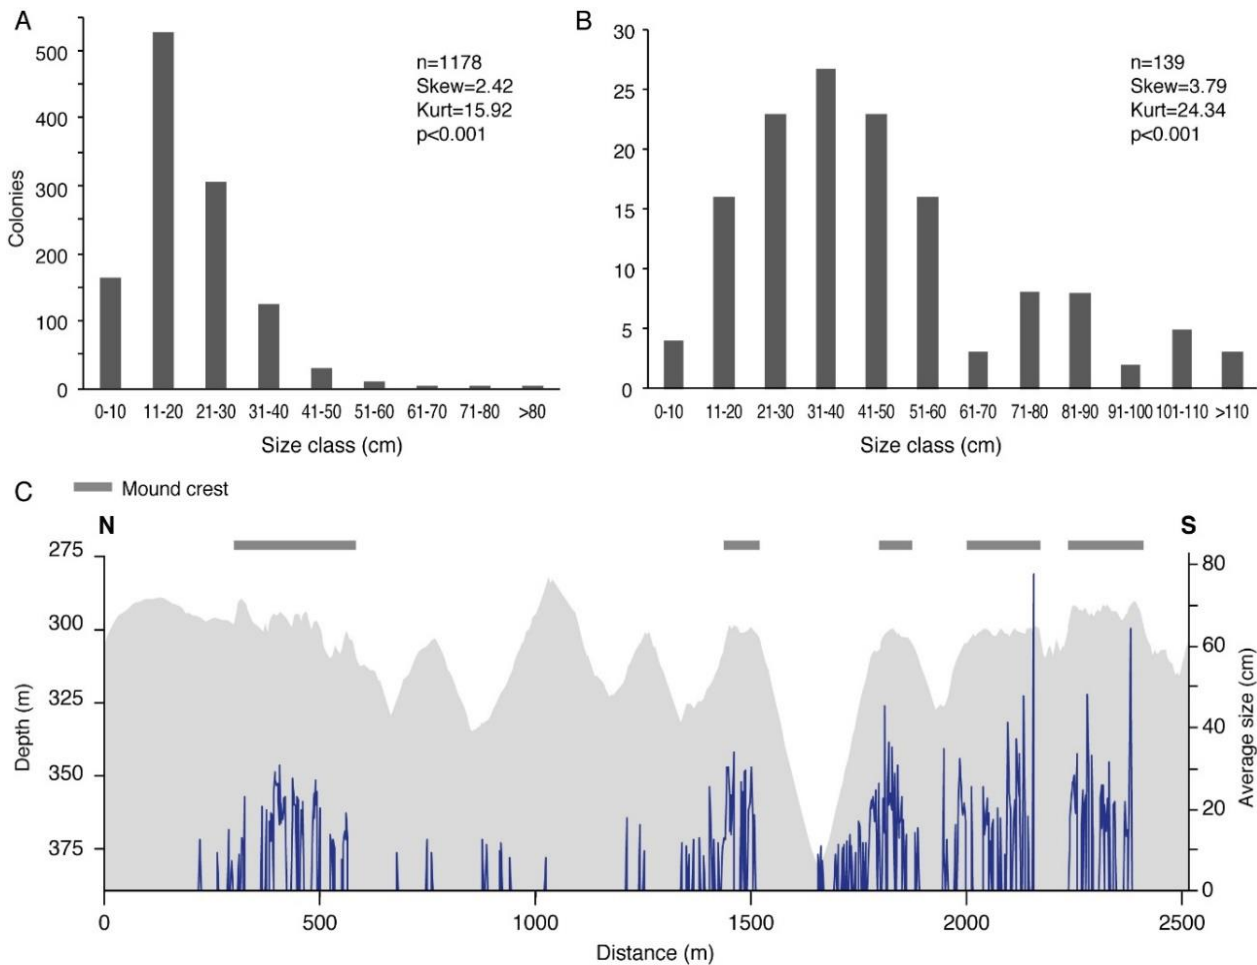 A
n=1178
Skew=2.42
Kurt=15.92
p<0.001
500
400
300
200
100
0
Colonies
0-10 11-20 21-30 31-40 41-50 51-60 61-70 71-80 >80
Size class (cm)
B
n=139
Skew=3.79
Kurt=24.34
p<0.001
30
25
20
15
10
5
0
0-10 11-20 21-30 31-40 41-50 51-60 61-70 71-80 81-90 91-100 101-110 >110
Size class (cm)
C
Mound crest
N
S
275
300
325
350
375
Depth (m)
80
60
40
20
0
Average size (cm)
0 500 1000 1500 2000 2500
Distance (m)